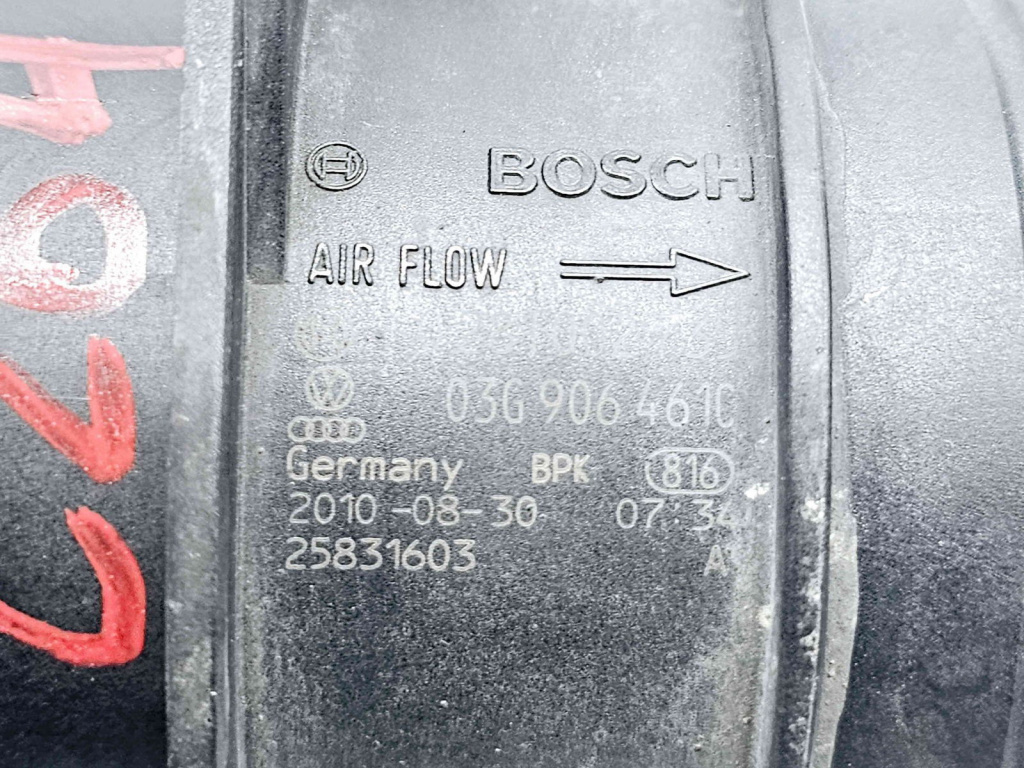 BOSCH
AIR FLOW
03G 906 461C
Germany BPK 816
2010-08-30 07:34
25831603